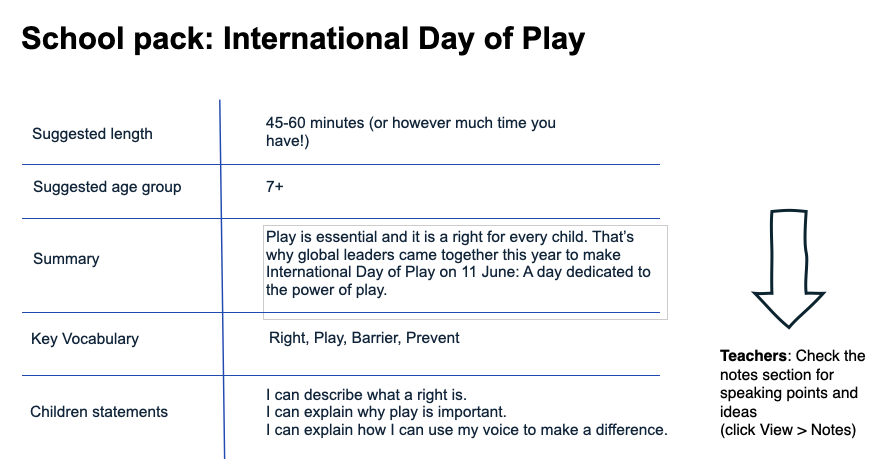 School pack: International Day of Play
Suggested length
45-60 minutes (or however much time you
have!)
Suggested age group
7+
Summary
Play is essential and it is a right for every child. That’s
why global leaders came together this year to make
International Day of Play on 11 June: A day dedicated to
the power of play.
Key Vocabulary
Right, Play, Barrier, Prevent
Children statements
I can describe what a right is.
I can explain why play is important.
I can explain how I can use my voice to make a difference.
Teachers: Check the
notes section for
speaking points and
ideas
(click View > Notes)